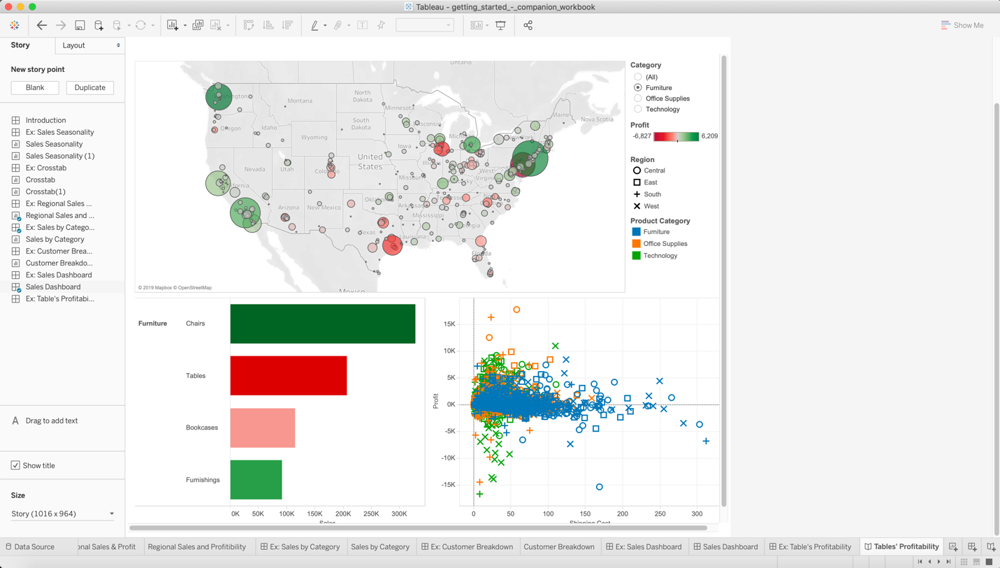 Tableau - getting_started_-_companion_workbook
Show Me
Story
Layout
New story point
Blank
Duplicate
Introduction
Ex: Sales Seasonality
Sales Seasonality
Sales Seasonality (1)
Ex: Crosstab
Crosstab
Crosstab(1)
Ex: Regional Sales ...
Regional Sales and ...
Ex: Sales by Catego...
Sales by Category
Ex: Customer Brea...
Customer Breakdo...
Ex: Sales Dashboard
Sales Dashboard
Ex: Table's Profitabi...
A Drag to add text
Show title
Size
Story (1016 x 964)
Ontario
Montana
North
Dakota
Minnesota
Maine
Nova Scotia
Oregon
Idaho
South
Dakota
Wyoming
Iowa
United
States
Nevada
Utah
Arizona
New Mexico
Mississippi
Louisiana
Mexico
© 2019 Mapbox © OpenStreetMap
Category
(All)
Furniture
Office Supplies
Technology
Profit
-6,827
6,209
Region
Central
East
South
West
Product Category
Furniture
Office Supplies
Technology
Furniture
Chairs
Tables
Bookcases
Furnishings
0K 50K 100K 150K 200K 250K 300K
Sales
Profit
15K
10K
5K
0K
-5K
-10K
-15K
0 50 100 150 200 250 300
Shipping Cost
Data Source
onal Sales & Profit
Regional Sales and Profitibility
Ex: Sales by Category
Sales by Category
Ex: Customer Breakdown
Customer Breakdown
Ex: Sales Dashboard
Sales Dashboard
Ex: Table's Profitability
Tables' Profitability